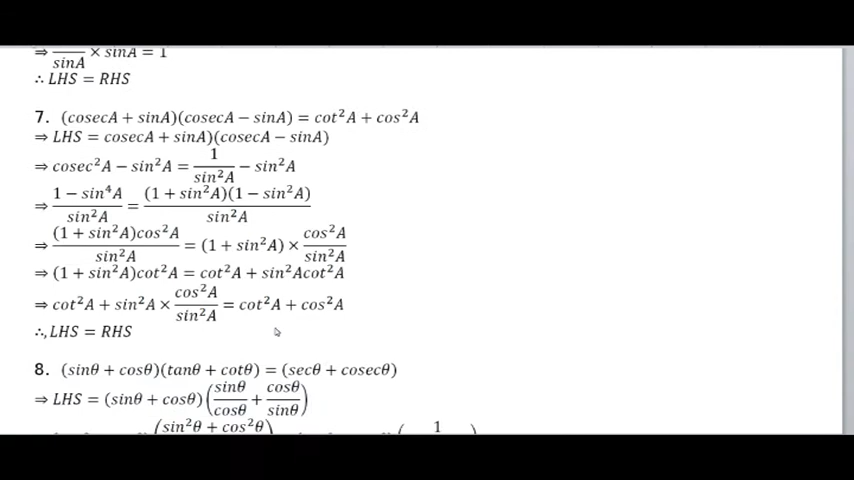 ⇒ ―/sinA × sinA = 1
∴ LHS = RHS
7. (cosecA + sinA)(cosecA − sinA) = cot²A + cos²A
⇒ LHS = cosecA + sinA)(cosecA − sinA)
⇒ cosec²A − sin²A = 1/sin²A − sin²A
⇒ (1 − sin⁴A)/sin²A = (1 + sin²A)(1 − sin²A)/sin²A
⇒ (1 + sin²A)cos²A/sin²A = (1 + sin²A) × cos²A/sin²A
⇒ (1 + sin²A)cot²A = cot²A + sin²Acot²A
⇒ cot²A + sin²A × cos²A/sin²A = cot²A + cos²A
∴, LHS = RHS
8. (sinθ + cosθ)(tanθ + cotθ) = (secθ + cosecθ)
⇒ LHS = (sinθ + cosθ)(sinθ/cosθ + cosθ/sinθ)
(sin²θ + cos²θ) ( 1 )